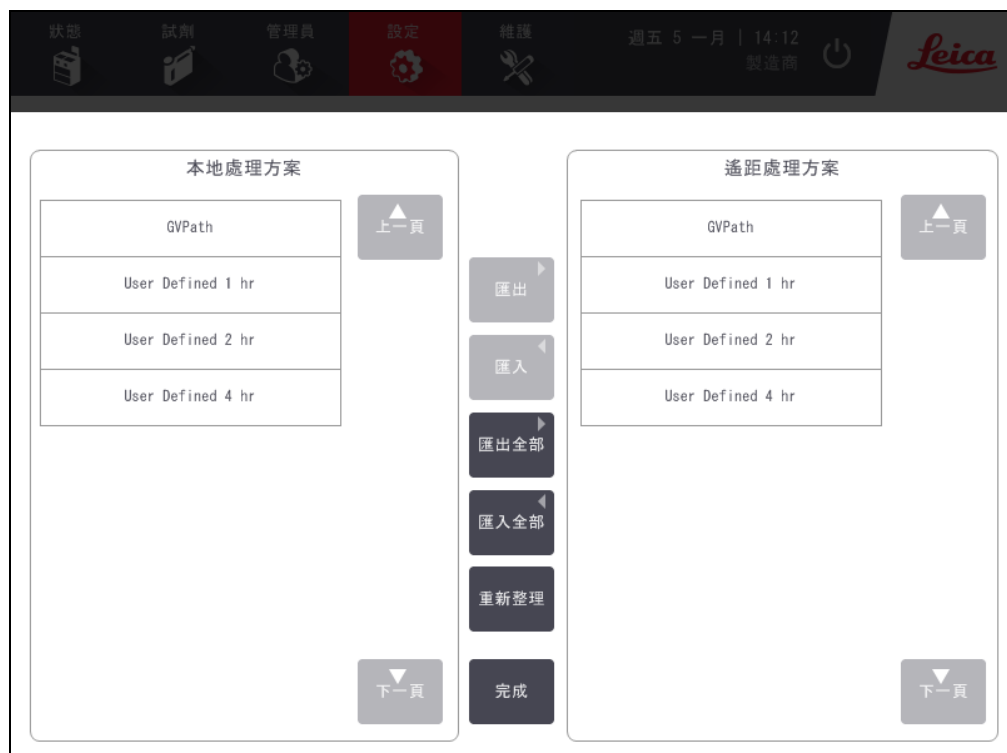 狀態 試劑 管理員 設定 維護 週五 5 一月 | 14:12
製造商
Leica
本地處理方案
GVPath
User Defined 1 hr
User Defined 2 hr
User Defined 4 hr
上一頁
下一頁
匯出
匯入
匯出全部
匯入全部
重新整理
完成
遙距處理方案
GVPath
User Defined 1 hr
User Defined 2 hr
User Defined 4 hr
上一頁
下一頁